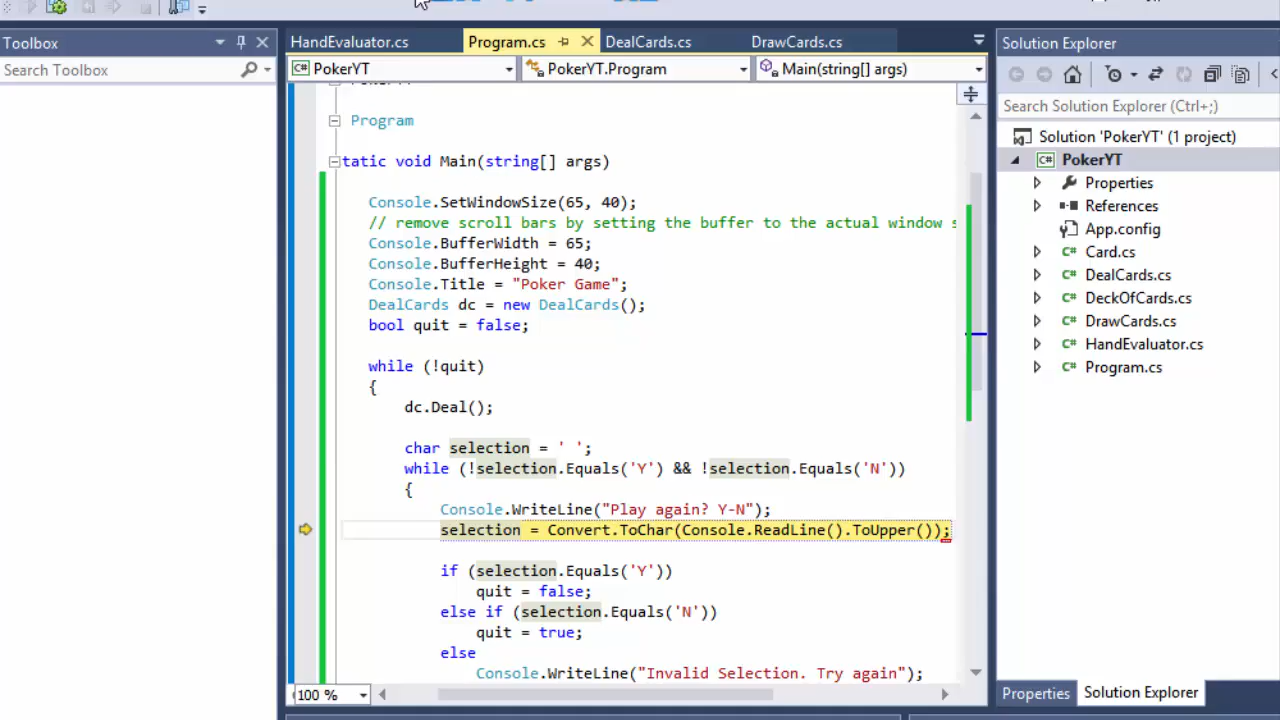 Toolbox
Search Toolbox
HandEvaluator.cs
Program.cs
DealCards.cs
DrawCards.cs
PokerYT
PokerYT.Program
Main(string[] args)
Program
tatic void Main(string[] args)
Console.SetWindowSize(65, 40);
// remove scroll bars by setting the buffer to the actual window s
Console.BufferWidth = 65;
Console.BufferHeight = 40;
Console.Title = "Poker Game";
DealCards dc = new DealCards();
bool quit = false;
while (!quit)
{
dc.Deal();
char selection = ' ';
while (!selection.Equals('Y') && !selection.Equals('N'))
{
Console.WriteLine("Play again? Y-N");
selection = Convert.ToChar(Console.ReadLine().ToUpper());
if (selection.Equals('Y'))
quit = false;
else if (selection.Equals('N'))
quit = true;
else
Console.WriteLine("Invalid Selection. Try again");
100 %
Solution Explorer
Search Solution Explorer (Ctrl+;)
Solution 'PokerYT' (1 project)
C# PokerYT
Properties
References
App.config
C# Card.cs
C# DealCards.cs
C# DeckOfCards.cs
C# DrawCards.cs
C# HandEvaluator.cs
C# Program.cs
Properties
Solution Explorer